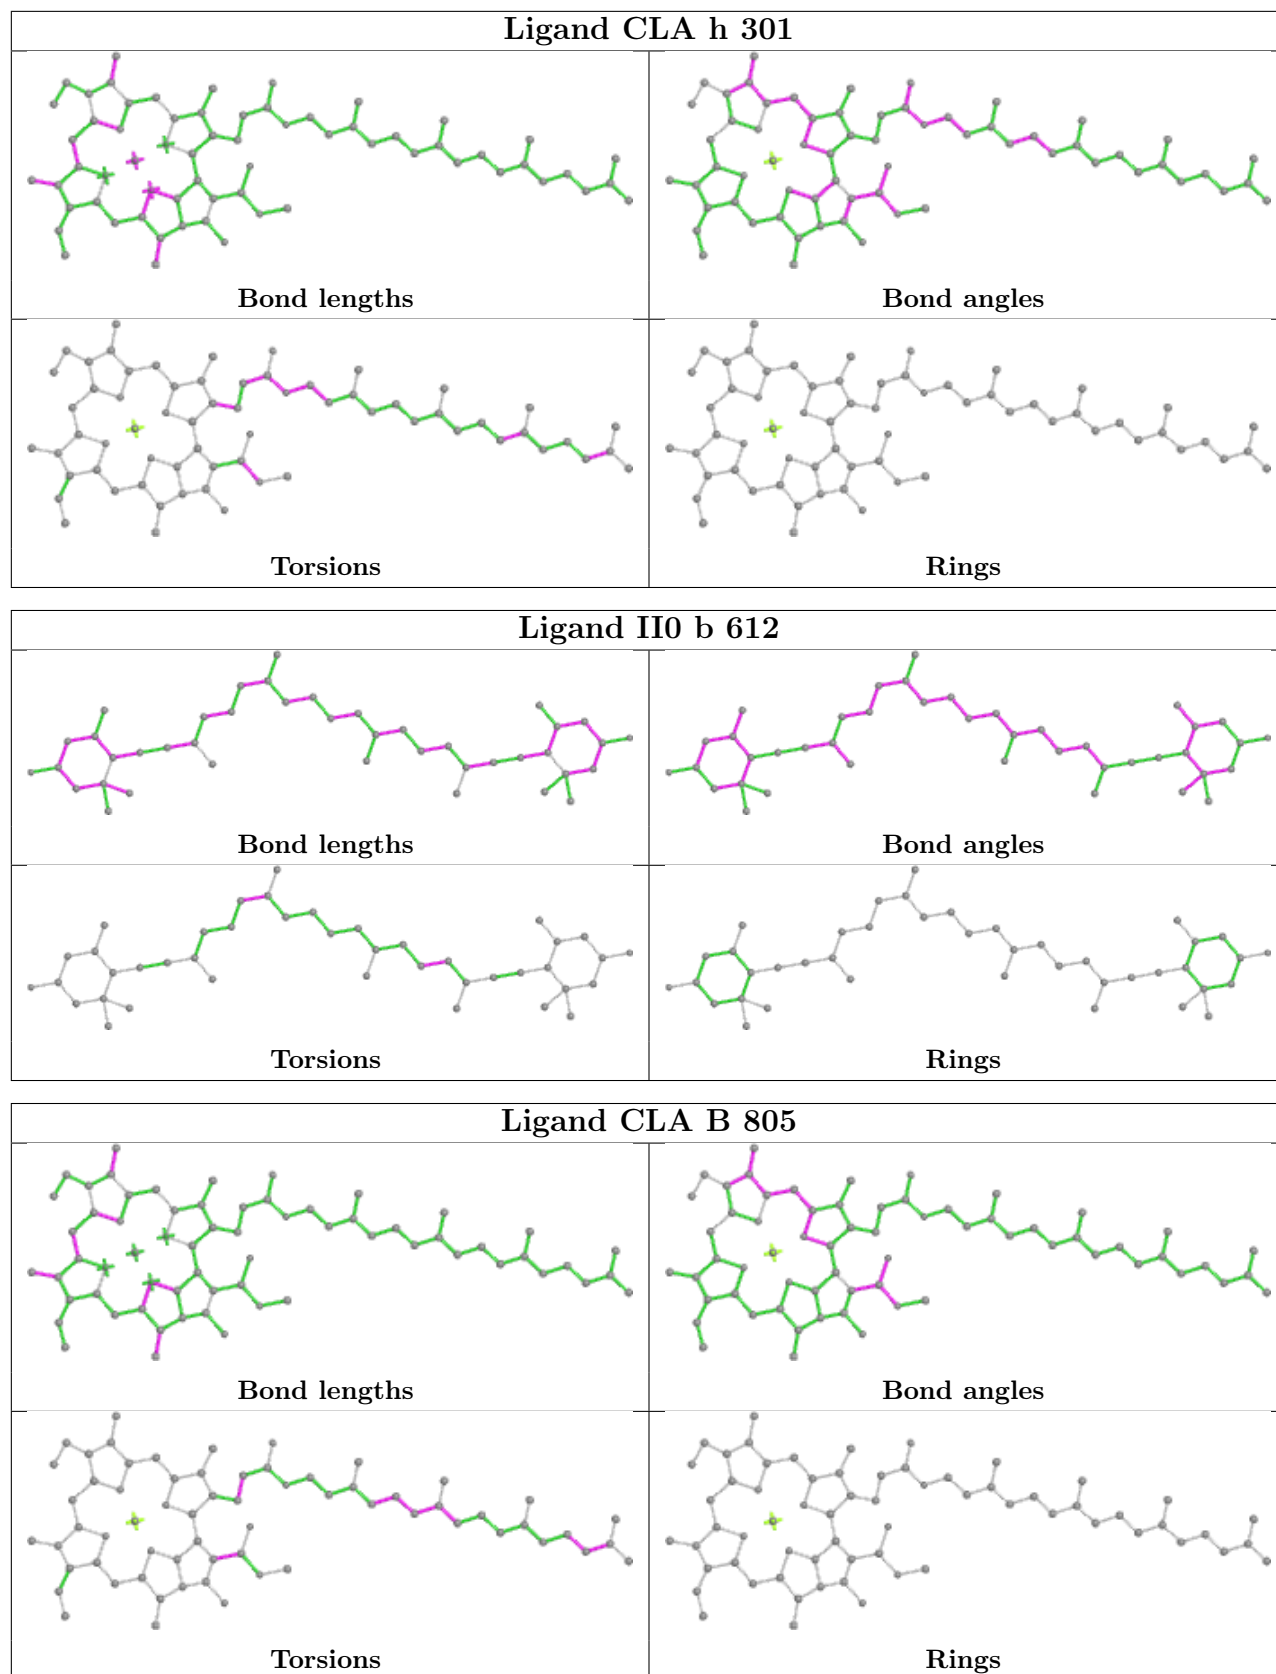 Ligand CLA h 301
Bond lengths
Bond angles
Torsions
Rings
Ligand II0 b 612
Bond lengths
Bond angles
Torsions
Rings
Ligand CLA B 805
Bond lengths
Bond angles
Torsions
Rings